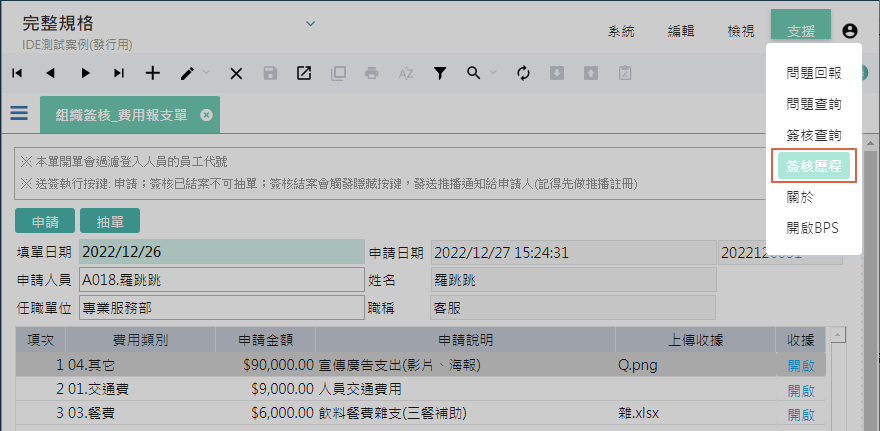 完整規格
IDE測試案例(發行用)
系統 編輯 檢視 支援
問題回報
問題查詢
簽核查詢
簽核歷程
關於
開啟BPS
組織簽核_費用報支單
※ 本單開單會過濾登入人員的員工代號
※ 送簽執行按鍵: 申請；簽核已結案不可抽單；簽核結案會觸發隱藏按鍵，發送推播通知給申請人(記得先做推播註冊)
申請 抽單
填單日期 2022/12/26 申請日期 2022/12/27 15:24:31
申請人員 A018.羅跳跳 姓名 羅跳跳
任職單位 專業服務部 職稱 客服
項次 費用類別 申請金額 申請說明 上傳收據 收據
1 04.其它 $90,000.00 宣傳廣告支出(影片、海報) Q.png 開啟
2 01.交通費 $9,000.00 人員交通費用 開啟
3 03.餐費 $6,000.00 飲料餐費雜支(三餐補助) 雜.xlsx 開啟